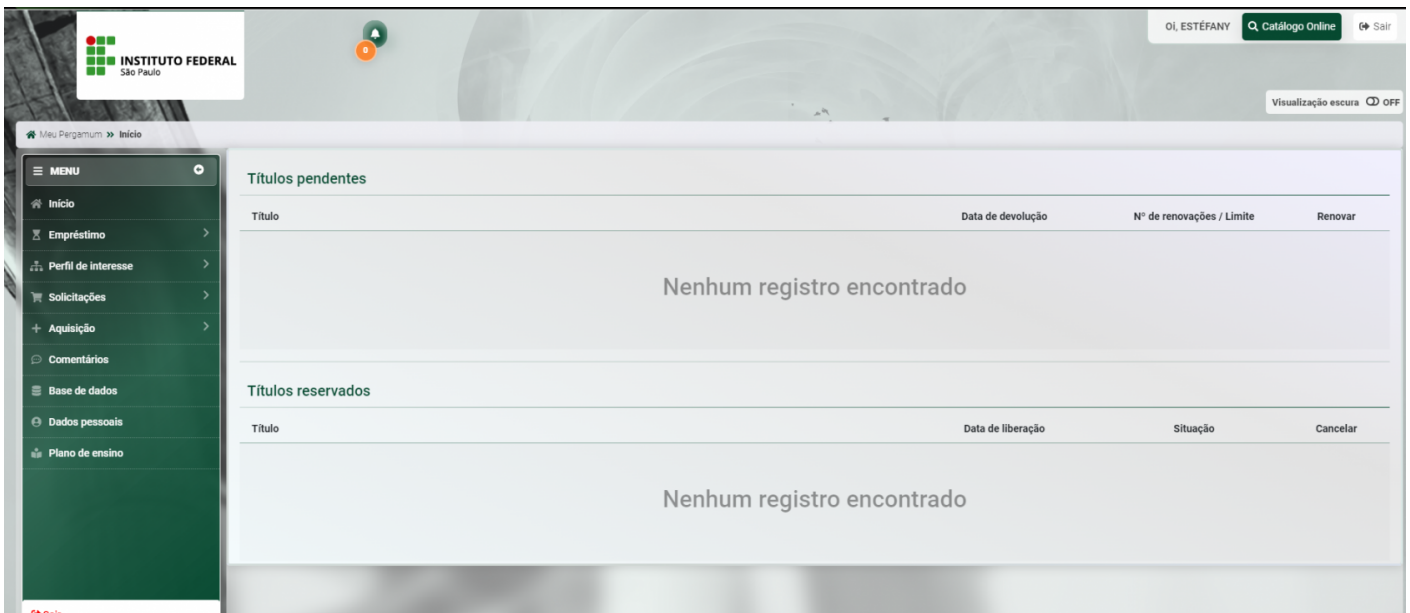 INSTITUTO FEDERAL
São Paulo
0
Oi, ESTÉFANY
Catálogo Online
Sair
Visualização escura OFF
Meu Pergamum » Início
MENU
Início
Empréstimo
Perfil de interesse
Solicitações
Aquisição
Comentários
Base de dados
Dados pessoais
Plano de ensino
Sair
Títulos pendentes
Título Data de devolução Nº de renovações / Limite Renovar
Nenhum registro encontrado
Títulos reservados
Título Data de liberação Situação Cancelar
Nenhum registro encontrado